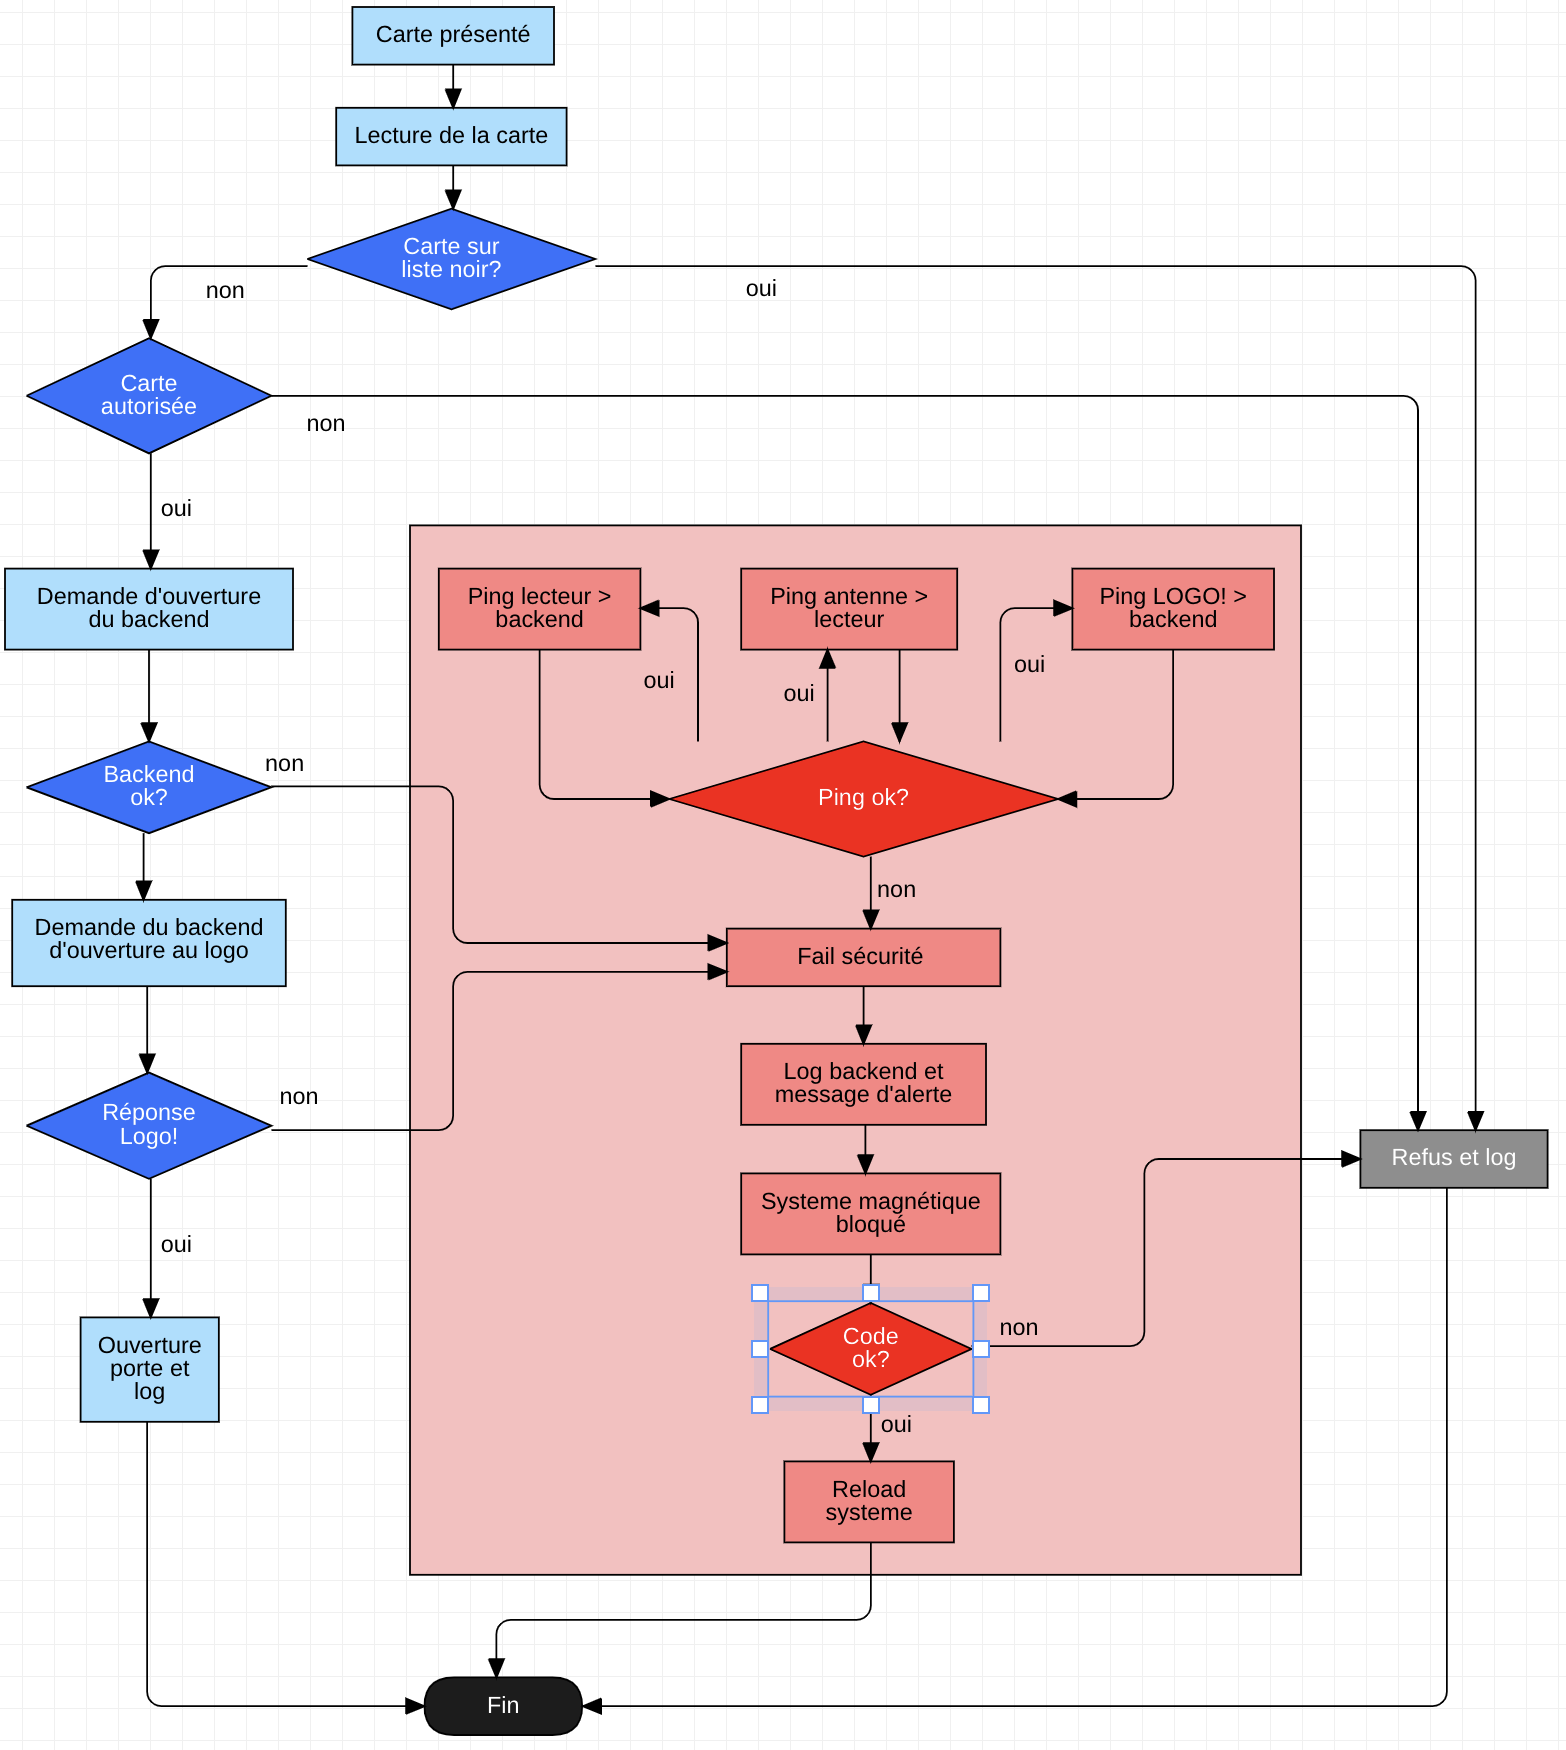 Carte présenté
Lecture de la carte
Carte sur
liste noir?
non
oui
Carte
autorisée
non
oui
Demande d'ouverture
du backend
Ping lecteur >
backend
Ping antenne >
lecteur
Ping LOGO! >
backend
oui
oui
oui
Backend
ok?
non
Ping ok?
non
Demande du backend
d'ouverture au logo
Fail sécurité
Log backend et
message d'alerte
Réponse
Logo!
non
Refus et log
Systeme magnétique
bloqué
oui
Code
ok?
non
Ouverture
porte et
log
oui
Reload
systeme
Fin